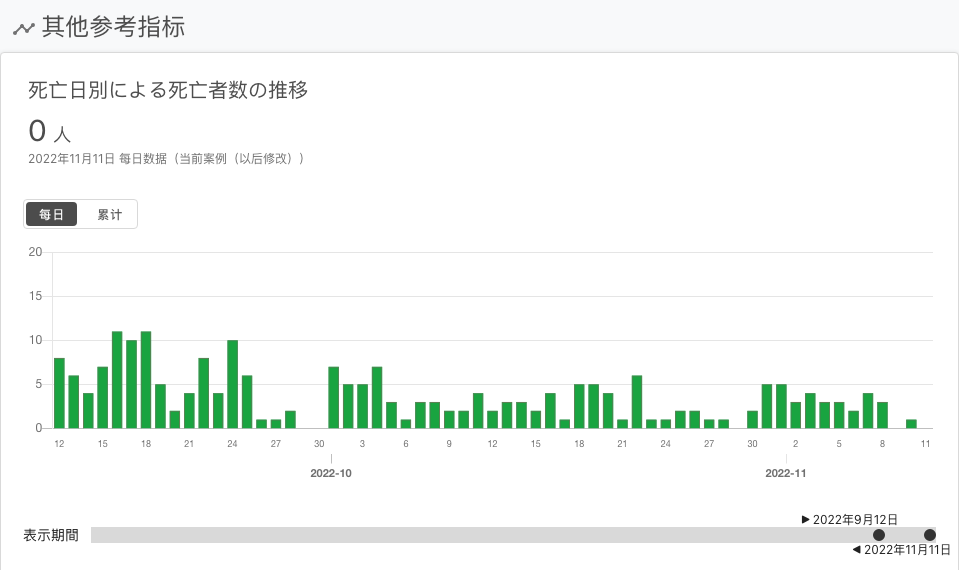 其他参考指标
死亡日別による死亡者数の推移
0 人
2022年11月11日 每日数据（当前案例（以后修改））
每日 累计
20
15
10
5
0
12 15 18 21 24 27 30 3 6 9 12 15 18 21 24 27 30 2 5 8 11
2022-10 2022-11
▶ 2022年9月12日
表示期間
◀ 2022年11月11日